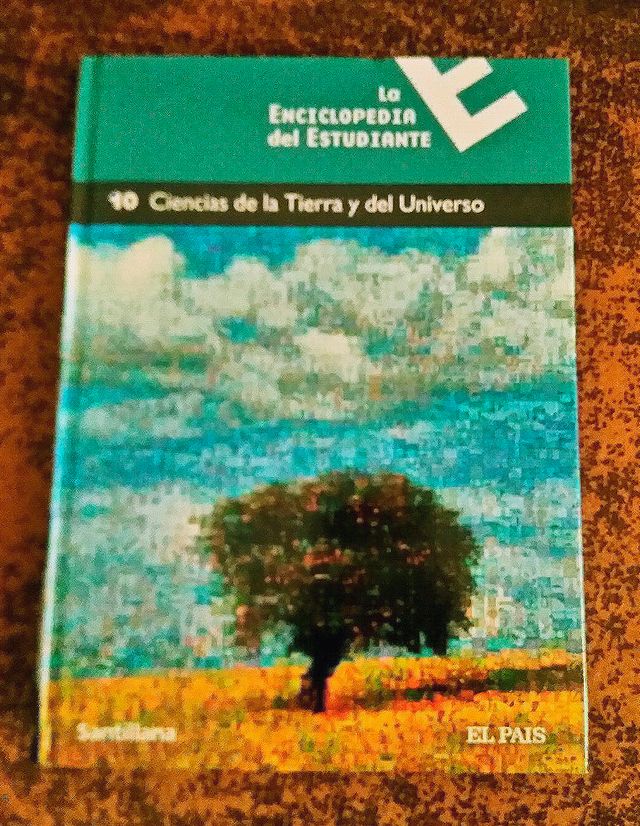 La
ENCICLOPEDIA
del ESTUDIANTE
E
10 Ciencias de la Tierra y del Universo
Santillana
EL PAIS